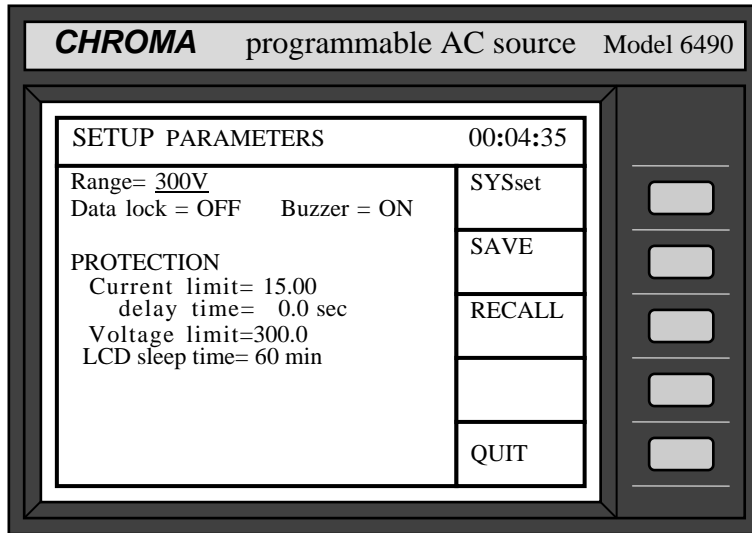 CHROMA programmable AC source Model 6490
SETUP PARAMETERS 00:04:35
Range= 300V
Data lock = OFF Buzzer = ON
PROTECTION
Current limit= 15.00
delay time= 0.0 sec
Voltage limit=300.0
LCD sleep time= 60 min
SYSset
SAVE
RECALL
QUIT